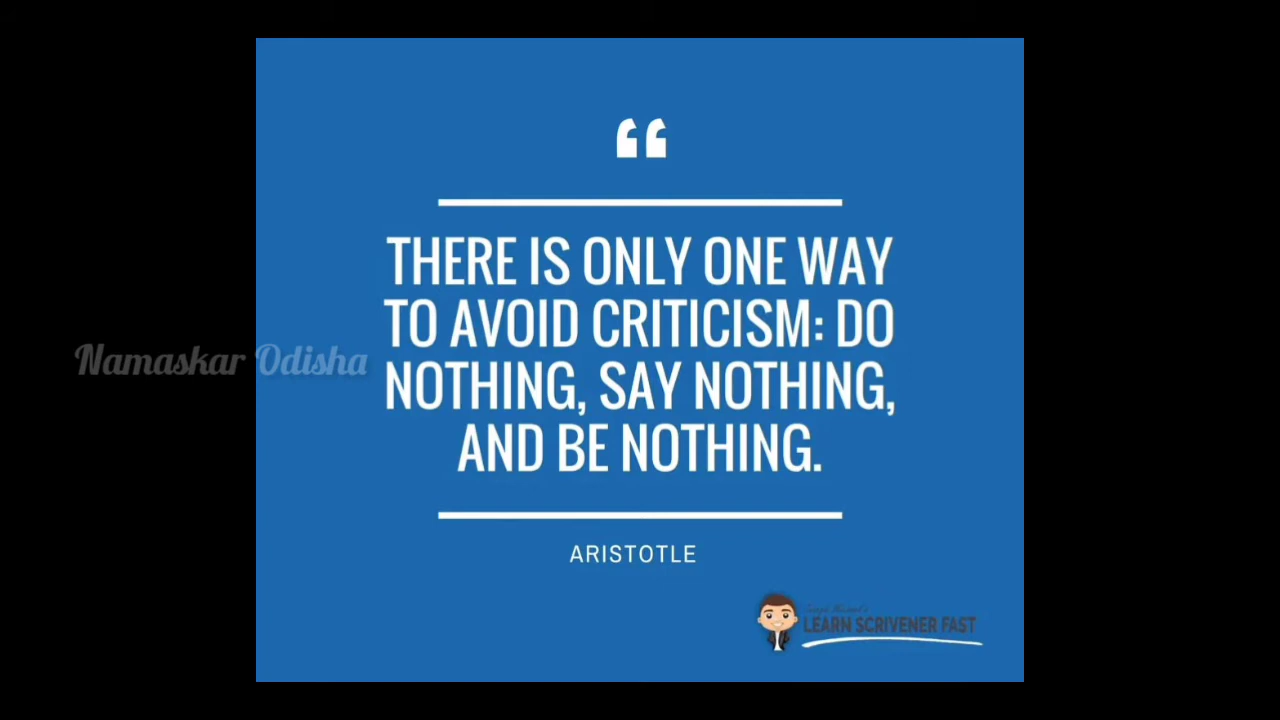 “
THERE IS ONLY ONE WAY
TO AVOID CRITICISM: DO
NOTHING, SAY NOTHING,
AND BE NOTHING.
ARISTOTLE
Namaskar Odisha
LEARN SCRIVENER FAST